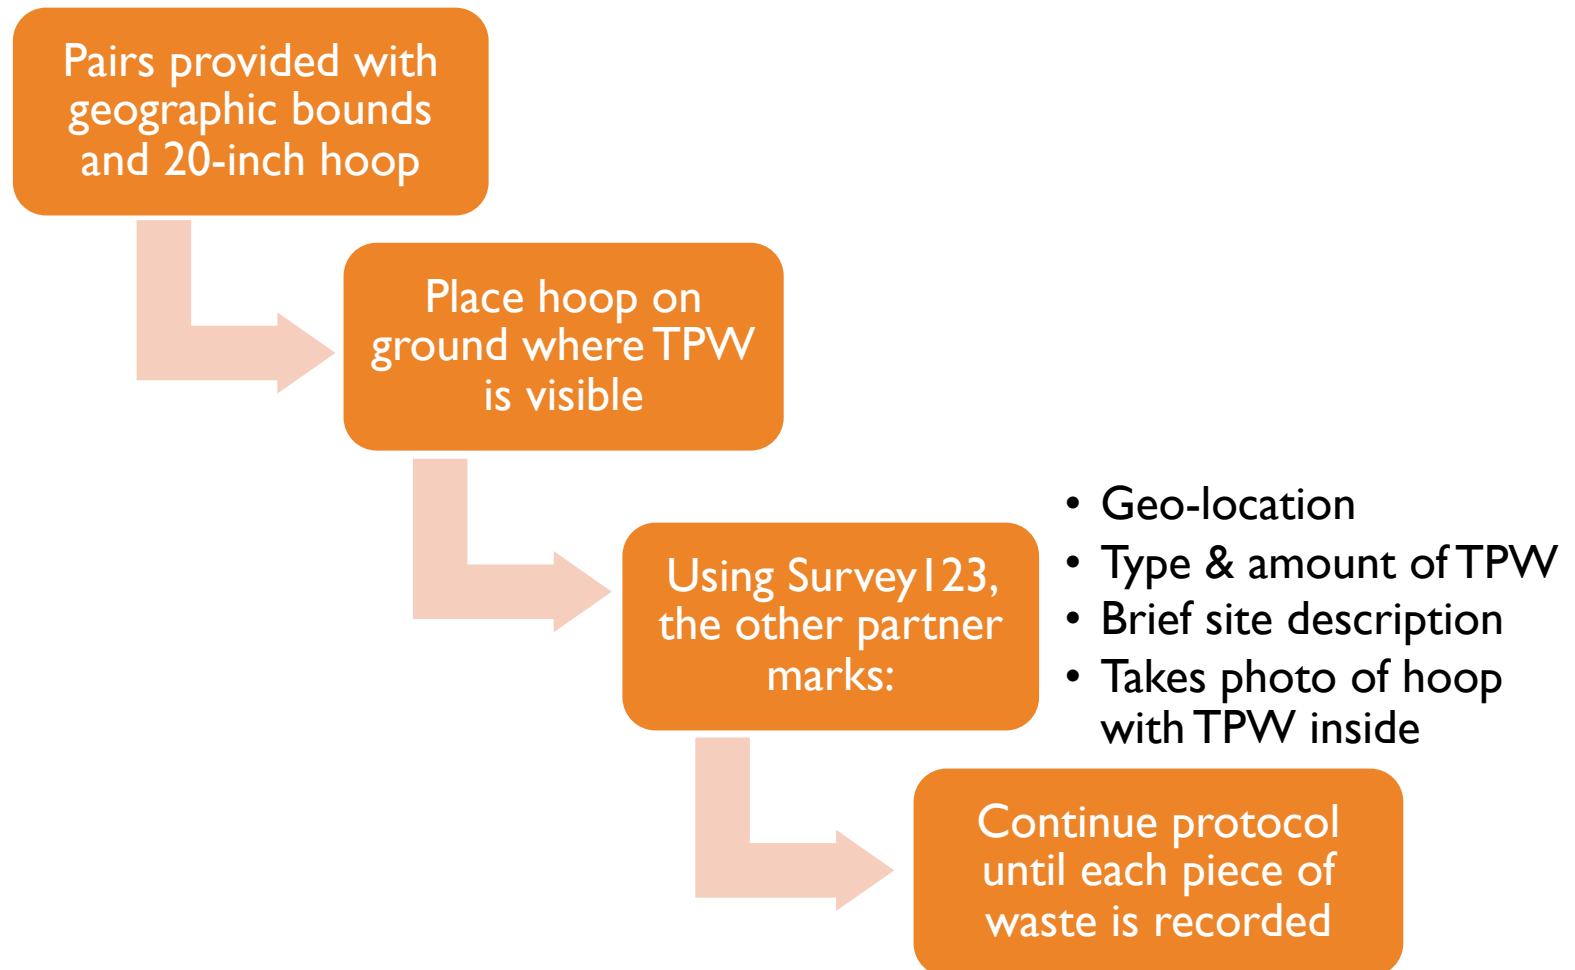 Pairs provided with
geographic bounds
and 20-inch hoop
Place hoop on
ground where TPW
is visible
Using Survey123,
the other partner
marks:
• Geo-location
• Type & amount of TPW
• Brief site description
• Takes photo of hoop
with TPW inside
Continue protocol
until each piece of
waste is recorded